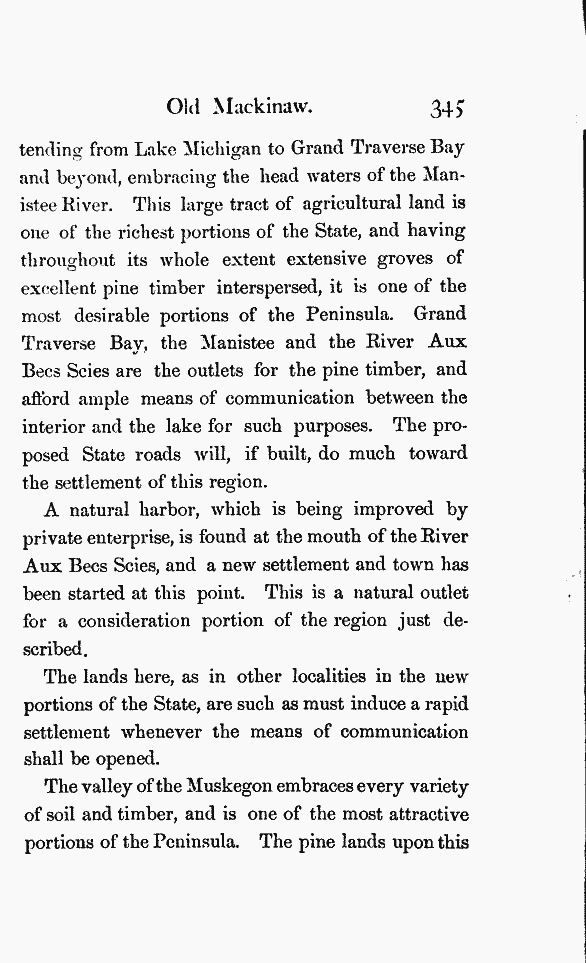 Old Mackinaw. 345
tending from Lake Michigan to Grand Traverse Bay
and beyond, embracing the head waters of the Man-
istee River. This large tract of agricultural land is
one of the richest portions of the State, and having
throughout its whole extent extensive groves of
excellent pine timber interspersed, it is one of the
most desirable portions of the Peninsula. Grand
Traverse Bay, the Manistee and the River Aux
Becs Scies are the outlets for the pine timber, and
afford ample means of communication between the
interior and the lake for such purposes. The pro-
posed State roads will, if built, do much toward
the settlement of this region.
A natural harbor, which is being improved by
private enterprise, is found at the mouth of the River
Aux Becs Scies, and a new settlement and town has
been started at this point. This is a natural outlet
for a consideration portion of the region just de-
scribed.
The lands here, as in other localities in the new
portions of the State, are such as must induce a rapid
settlement whenever the means of communication
shall be opened.
The valley of the Muskegon embraces every variety
of soil and timber, and is one of the most attractive
portions of the Peninsula. The pine lands upon this